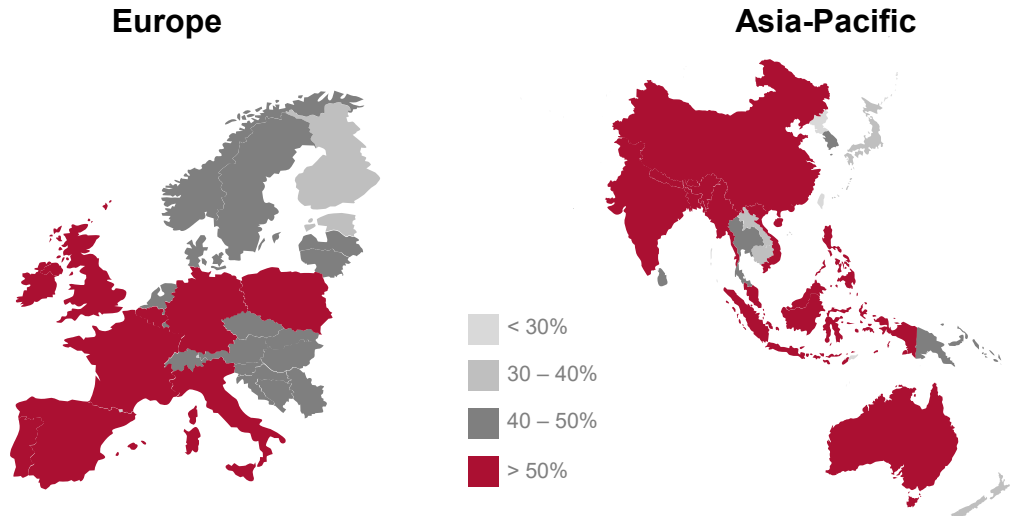 Europe
Asia-Pacific
< 30%
30 – 40%
40 – 50%
> 50%